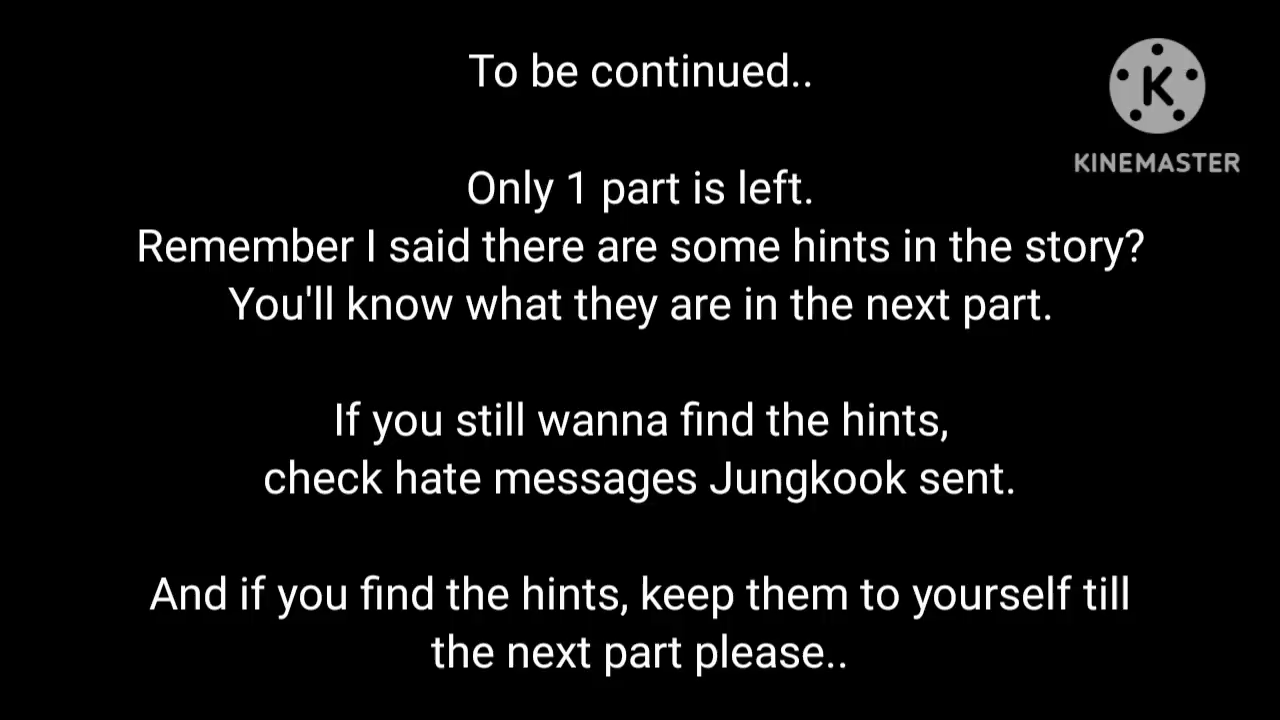 To be continued..
K
KINEMASTER
Only 1 part is left.
Remember I said there are some hints in the story?
You'll know what they are in the next part.
If you still wanna find the hints,
check hate messages Jungkook sent.
And if you find the hints, keep them to yourself till
the next part please..